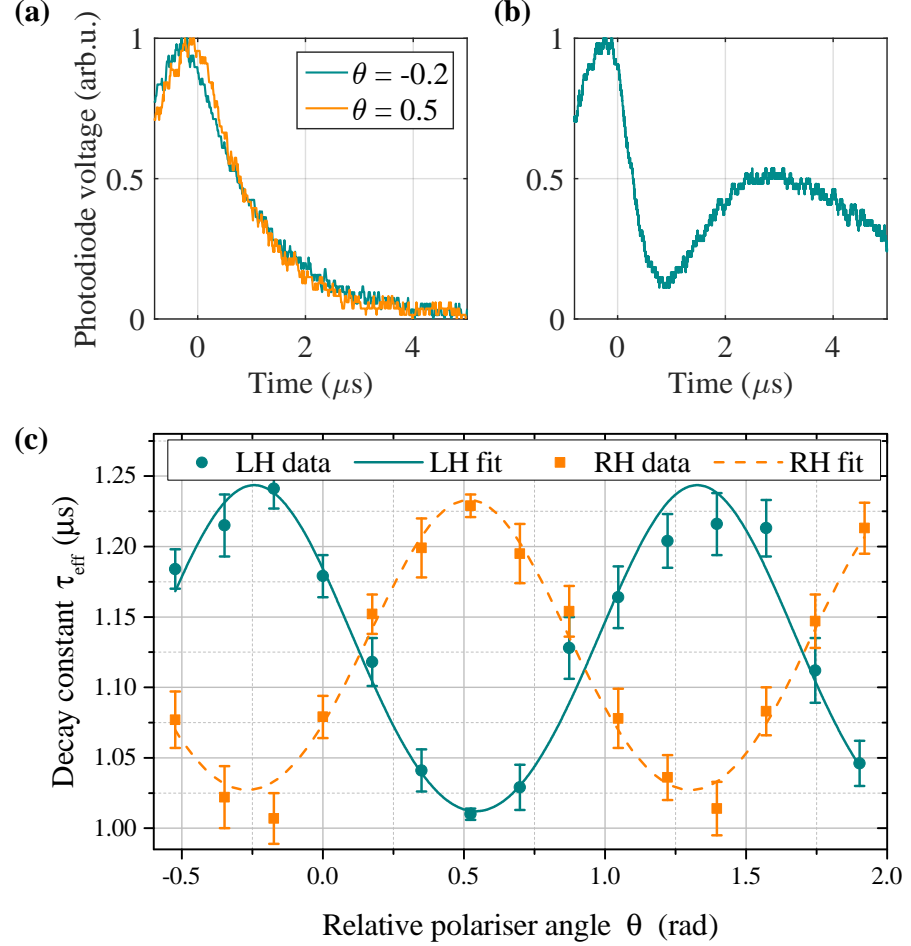 (a)
(b)
Photodiode voltage (arb.u.)
1
0.5
0
θ = -0.2
θ = 0.5
0
2
4
Time (μs)
1
0.5
0
0
2
4
Time (μs)
(c)
LH data
LH fit
RH data
RH fit
Decay constant τeff (μs)
1.25
1.20
1.15
1.10
1.05
1.00
-0.5
0.0
0.5
1.0
1.5
2.0
Relative polariser angle θ (rad)